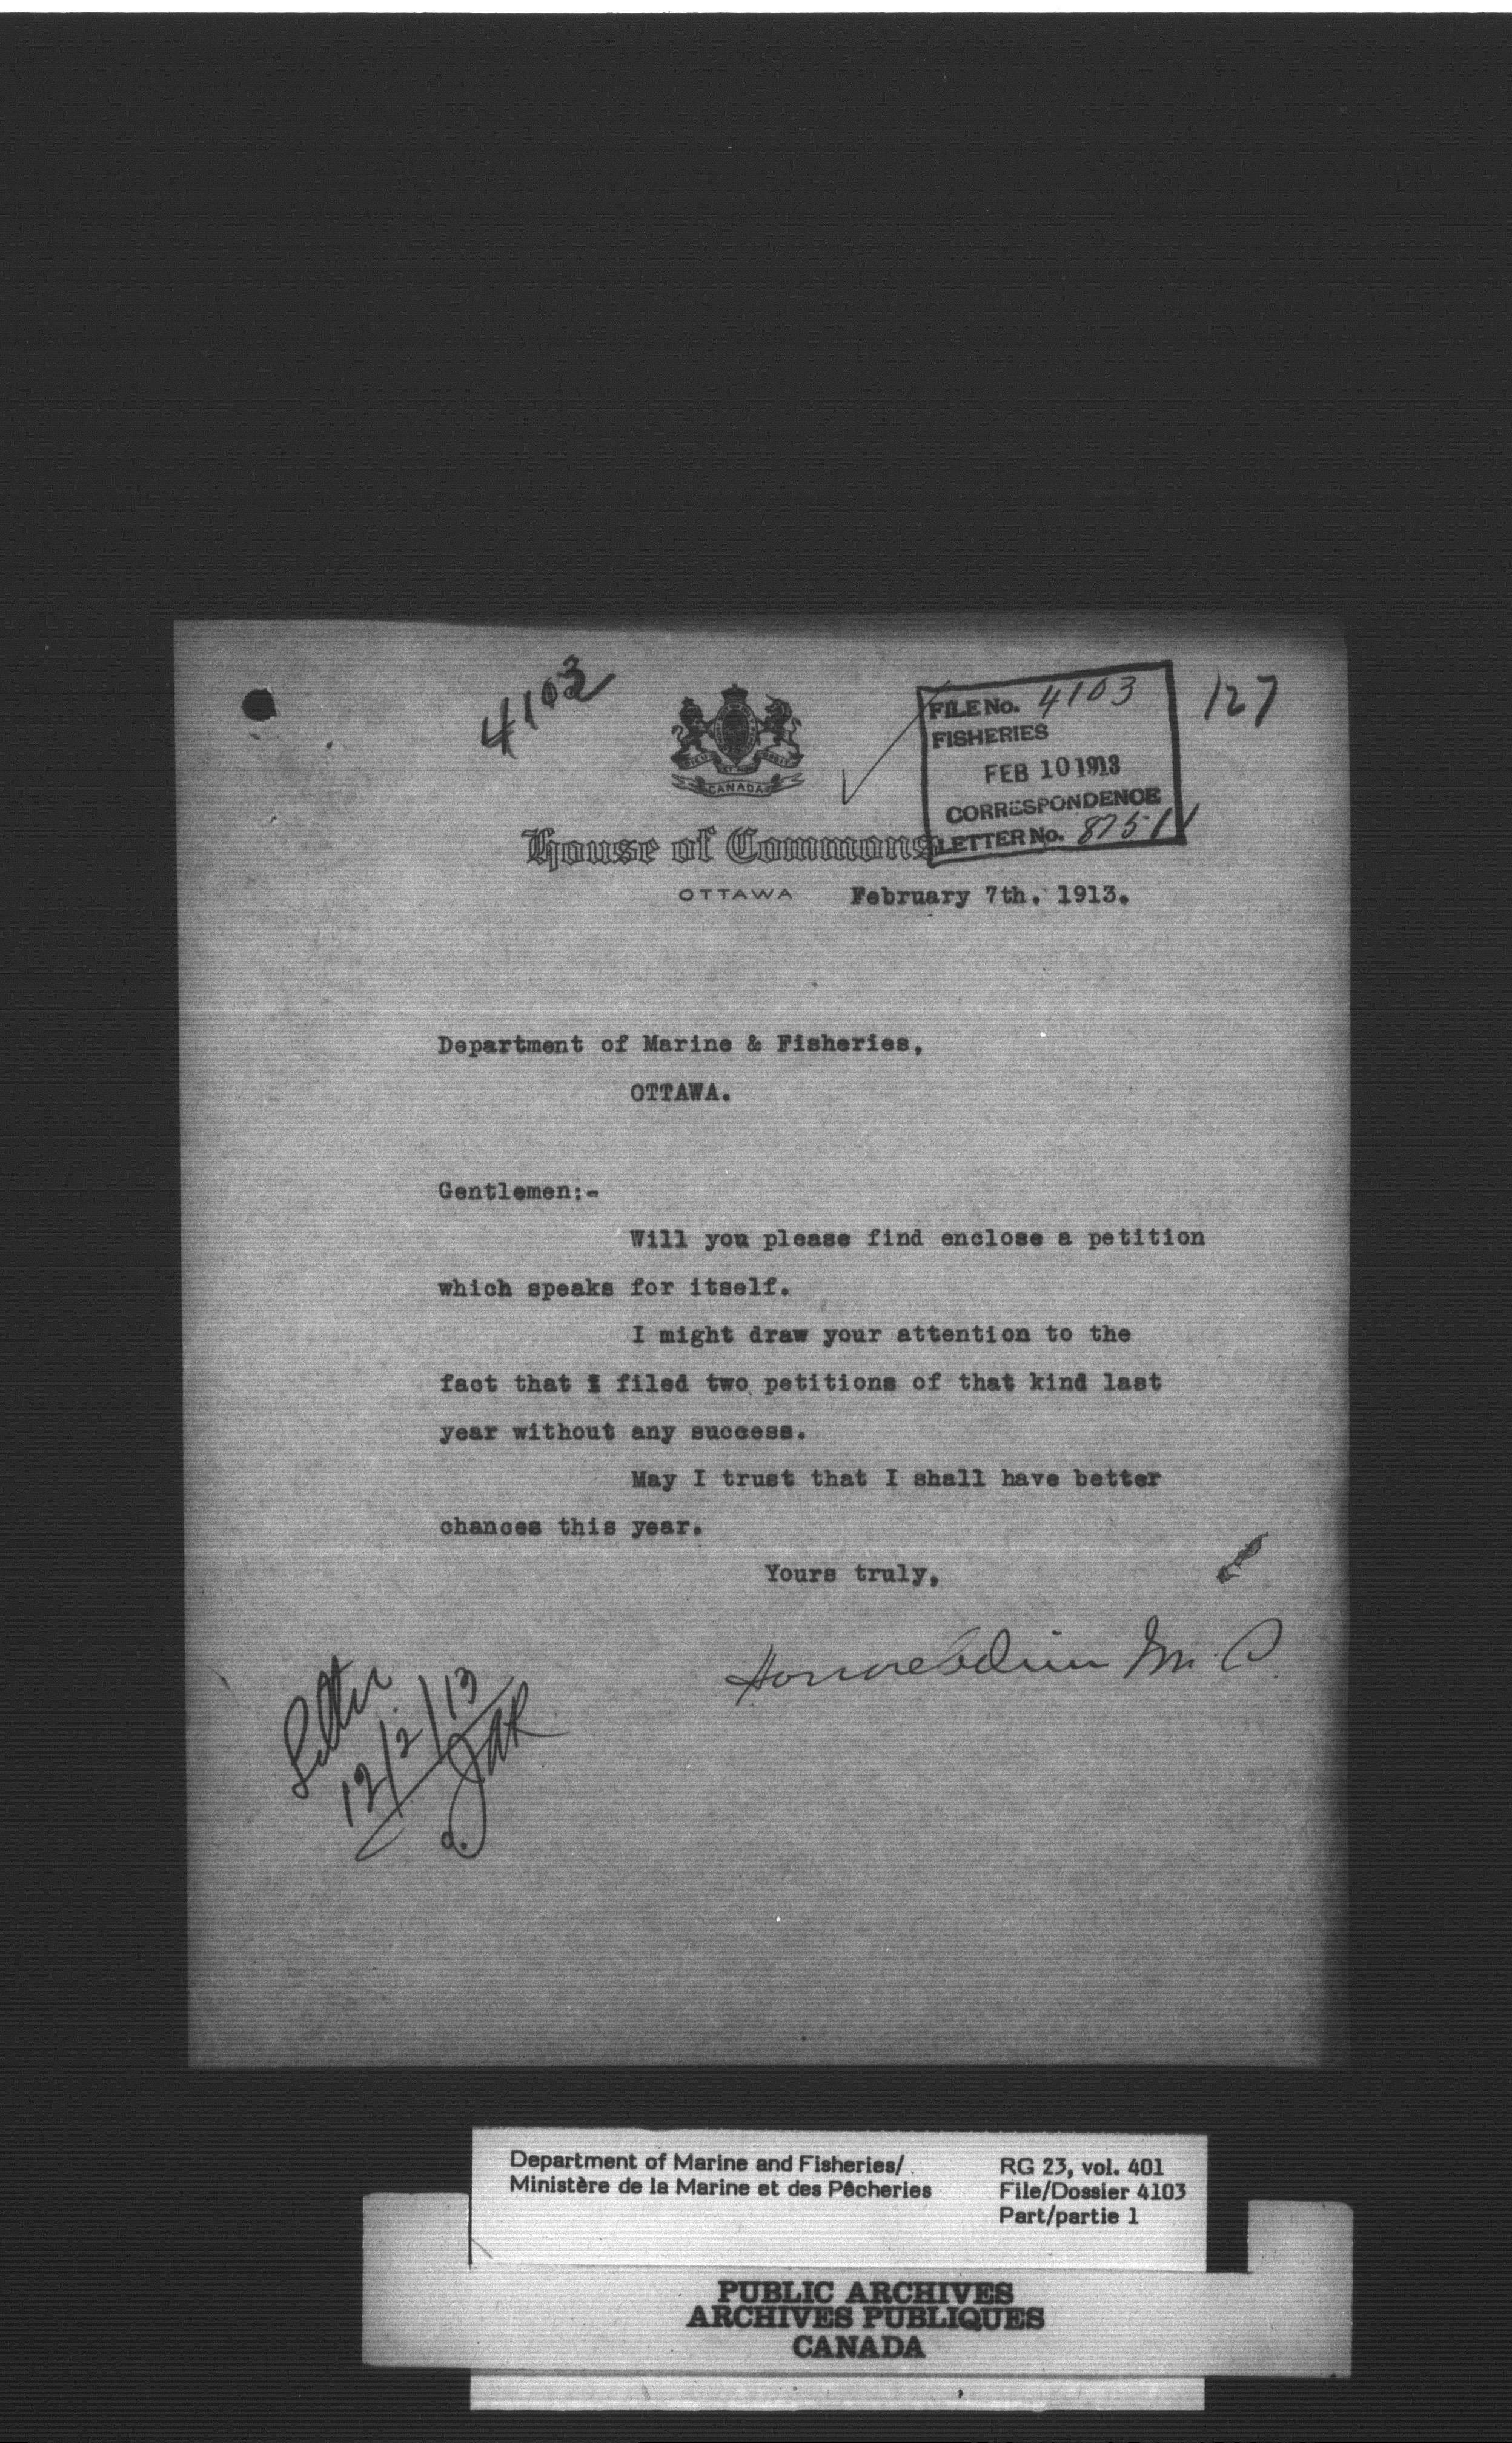 4103
127
FILE No. 4103
FISHERIES
FEB 10 1913
CORRESPONDENCE
LETTER No. 87511
CANADA
House of Commons
OTTAWA
February 7th. 1913.
Department of Marine & Fisheries,
OTTAWA.
Gentlemen:-
Will you please find enclose a petition
which speaks for itself.
I might draw your attention to the
fact that I filed two petitions of that kind last
year without any success.
May I trust that I shall have better
chances this year.
Yours truly,
Letter
12/2/13
Department of Marine and Fisheries/
Ministère de la Marine et des Pêcheries
RG 23, vol. 401
File/Dossier 4103
Part/partie 1
PUBLIC ARCHIVES
ARCHIVES PUBLIQUES
CANADA